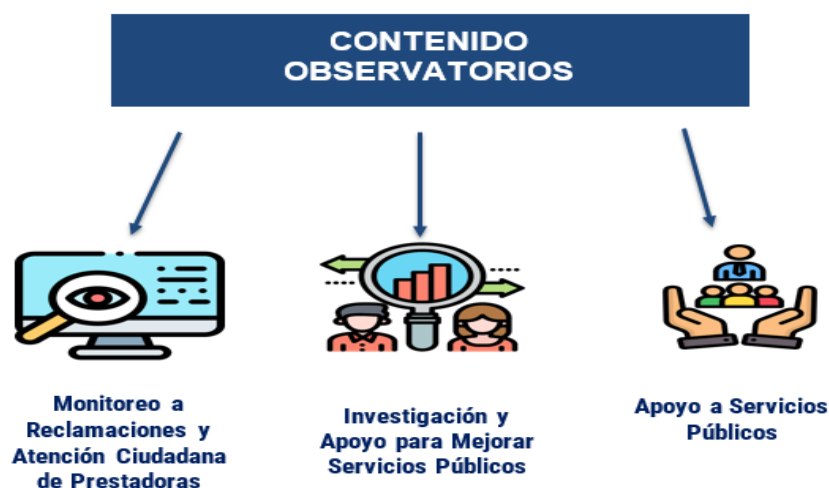 CONTENIDO
OBSERVATORIOS
Monitoreo a
Reclamaciones y
Atención Ciudadana
de Prestadoras
Investigación y
Apoyo para Mejorar
Servicios Públicos
Apoyo a Servicios
Públicos